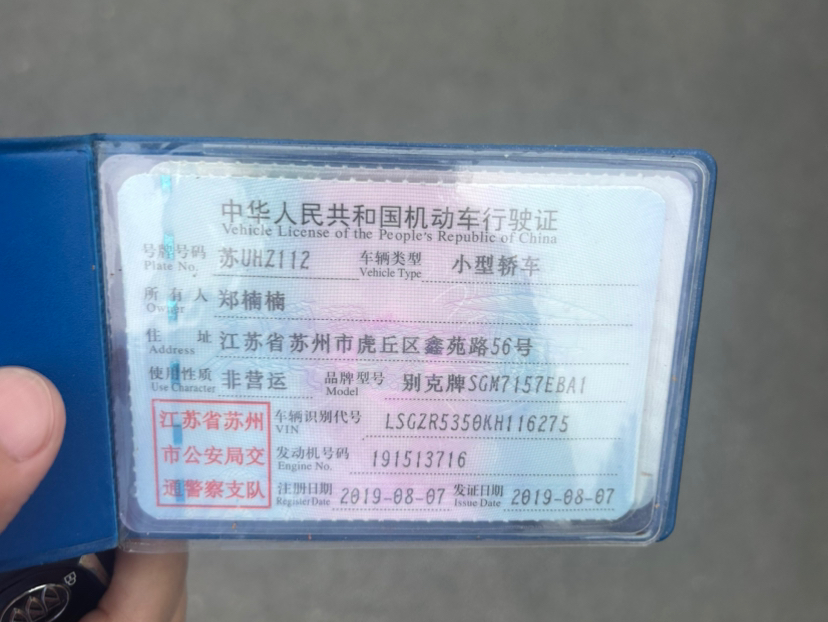 中华人民共和国机动车行驶证
Vehicle License of the People's Republic of China
号牌号码 苏UHZ112 车辆类型 小型轿车
Plate No. Vehicle Type
所有人 郑楠楠
Owner
住址 江苏省苏州市虎丘区鑫苑路56号
Address
使用性质 非营运 品牌型号 别克牌SGM7157EBA1
Use Character Model
江苏省苏州
市公安局交
通警察支队
车辆识别代号 LSGZR5350KH116275
VIN
发动机号码 191513716
Engine No.
注册日期 2019-08-07 发证日期 2019-08-07
Register Date Issue Date